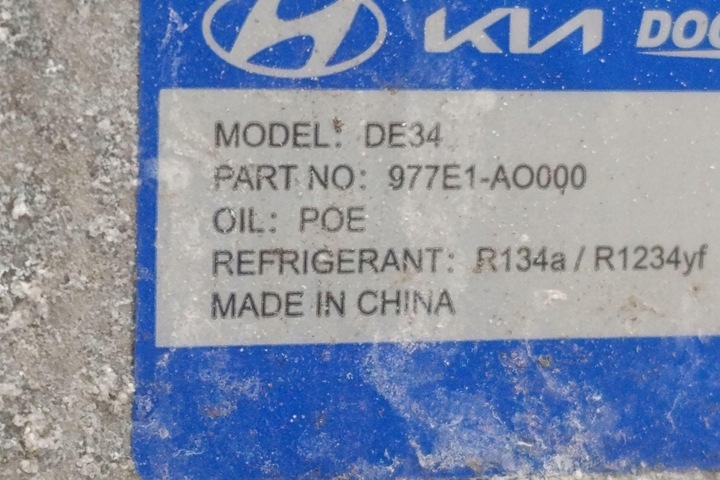 KIA DOO
MODEL: DE34
PART NO: 977E1-AO000
OIL: POE
REFRIGERANT: R134a / R1234yf
MADE IN CHINA